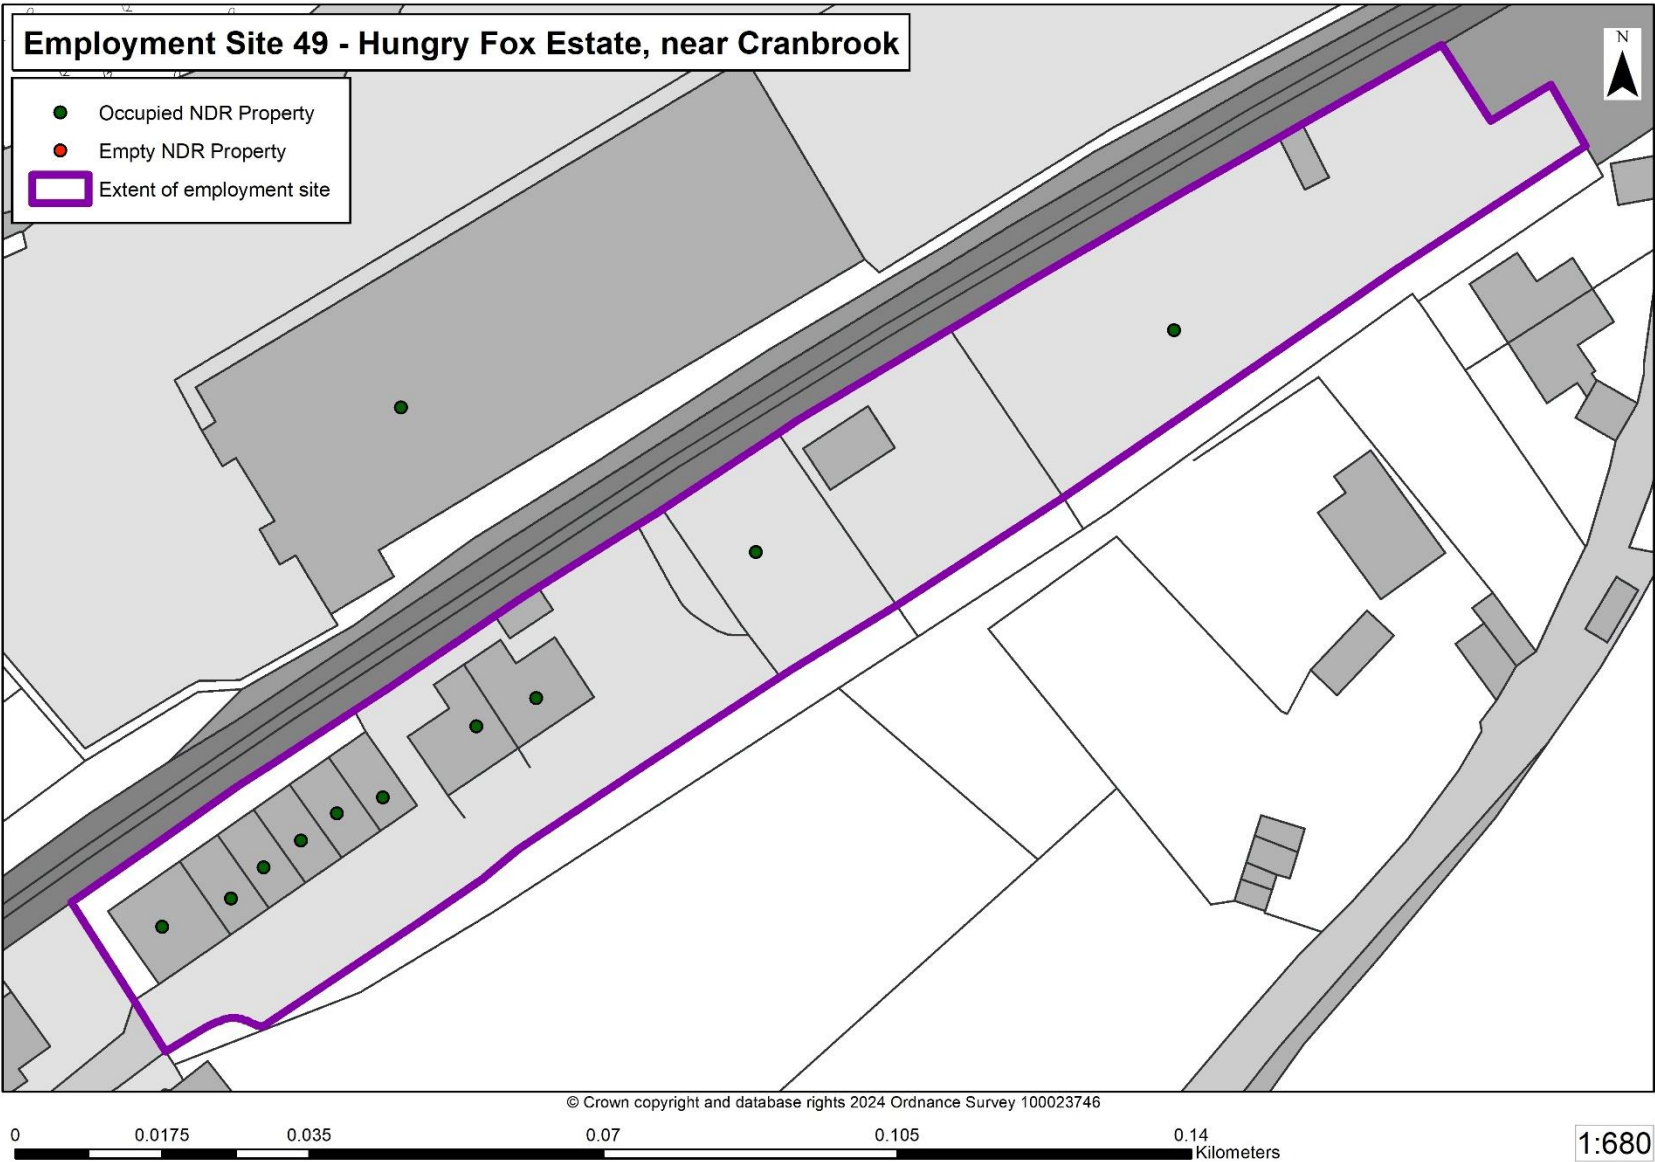 Employment Site 49 - Hungry Fox Estate, near Cranbrook
N
Occupied NDR Property
Empty NDR Property
Extent of employment site
© Crown copyright and database rights 2024 Ordnance Survey 100023746
0 0.0175 0.035 0.07 0.105 0.14
Kilometers
1:680